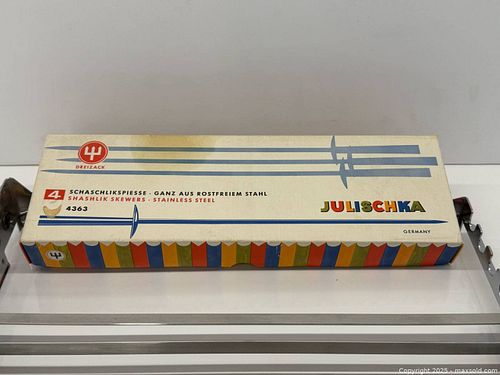 DREIZACK
4 SCHASCHLIKSPIESSE · GANZ AUS ROSTFREIEM STAHL
SHASHLIK SKEWERS · STAINLESS STEEL
4363
JULISCHKA
GERMANY
Copyright 2025 - maxsold.com